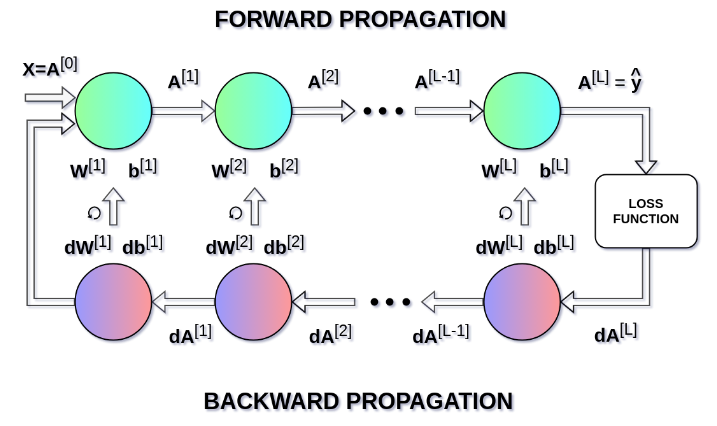 FORWARD PROPAGATION
X=A[0] A[1] A[2] A[L-1] A[L] = ŷ
W[1] b[1] W[2] b[2] W[L] b[L]
LOSS
FUNCTION
dW[1] db[1] dW[2] db[2] dW[L] db[L]
dA[1] dA[2] dA[L-1] dA[L]
BACKWARD PROPAGATION